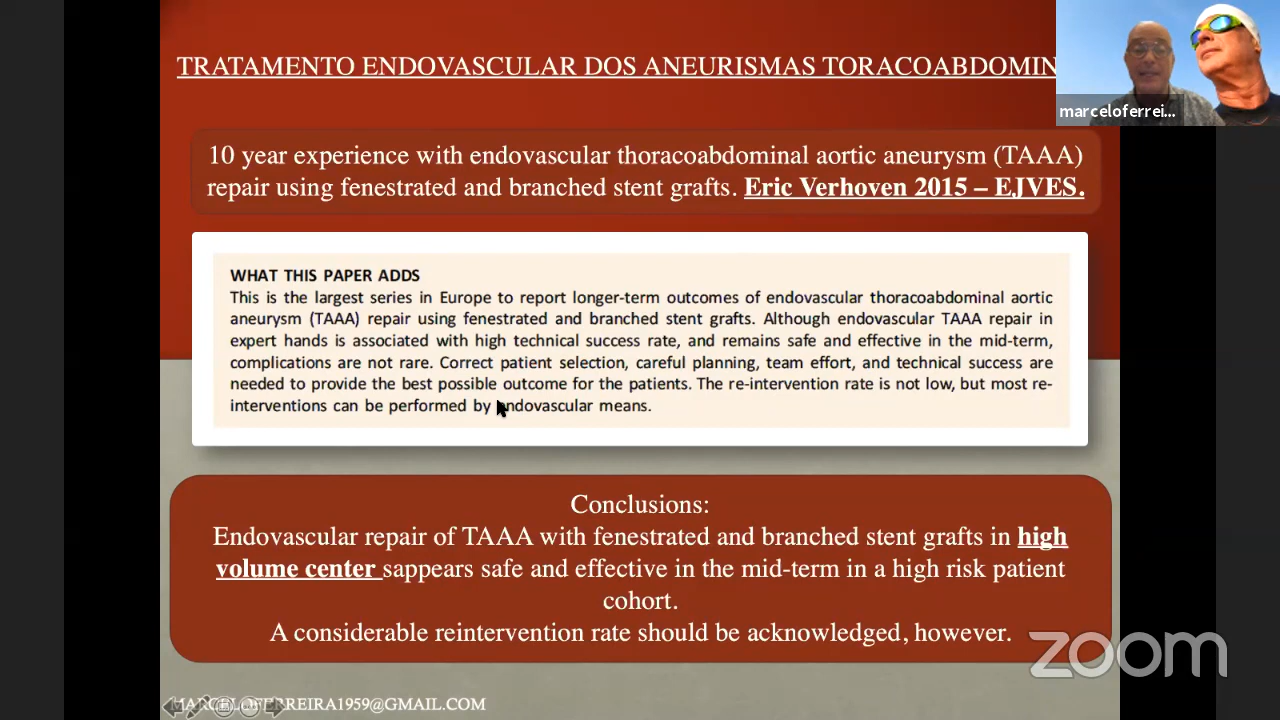 TRATAMENTO ENDOVASCULAR DOS ANEURISMAS TORACOABDOMIN
marceloferrei...
10 year experience with endovascular thoracoabdominal aortic aneurysm (TAAA)
repair using fenestrated and branched stent grafts. Eric Verhoven 2015 – EJVES.
WHAT THIS PAPER ADDS
This is the largest series in Europe to report longer-term outcomes of endovascular thoracoabdominal aortic
aneurysm (TAAA) repair using fenestrated and branched stent grafts. Although endovascular TAAA repair in
expert hands is associated with high technical success rate, and remains safe and effective in the mid-term,
complications are not rare. Correct patient selection, careful planning, team effort, and technical success are
needed to provide the best possible outcome for the patients. The re-intervention rate is not low, but most re-
interventions can be performed by endovascular means.
Conclusions:
Endovascular repair of TAAA with fenestrated and branched stent grafts in high
volume center sappears safe and effective in the mid-term in a high risk patient
cohort.
A considerable reintervention rate should be acknowledged, however.
zoom
MARCELOFERREIRA1959@GMAIL.COM